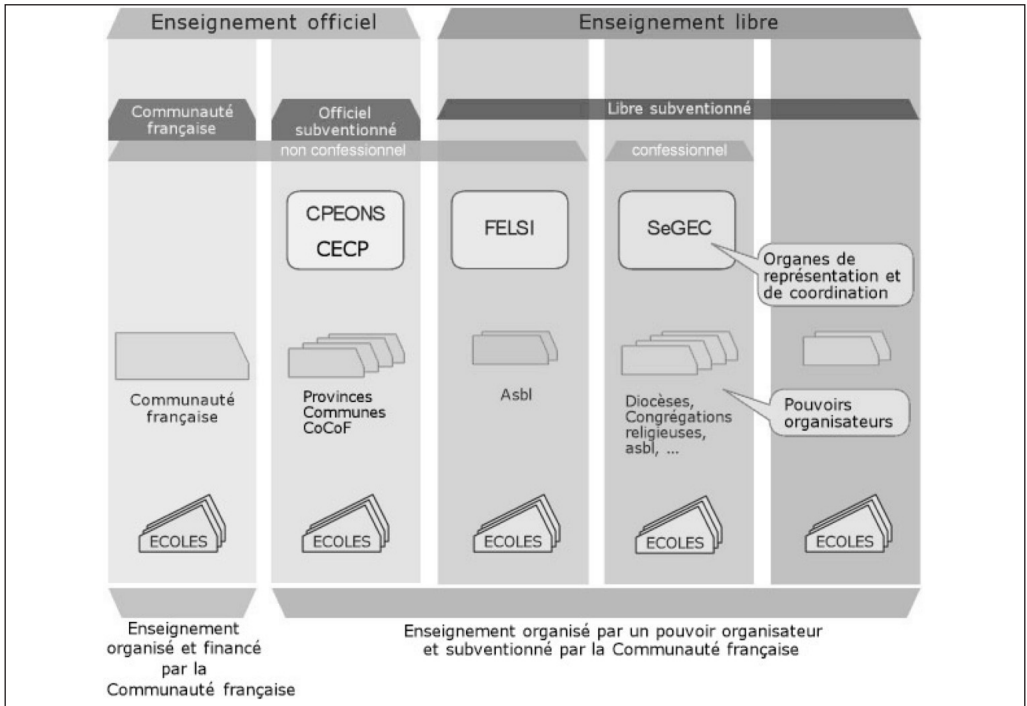 Enseignement officiel
Enseignement libre
Communauté
française
Officiel
subventionné
Libre subventionné
non confessionnel
confessionnel
CPEONS
CECP
FELSI
SeGEC
Organes de
représentation et
de coordination
Communauté
française
Provinces
Communes
CoCoF
Asbl
Diocèses,
Congrégations
religieuses,
asbl, ...
Pouvoirs
organisateurs
ECOLES
ECOLES
ECOLES
ECOLES
ECOLES
Enseignement
organisé et financé
par la
Communauté française
Enseignement organisé par un pouvoir organisateur
et subventionné par la Communauté française